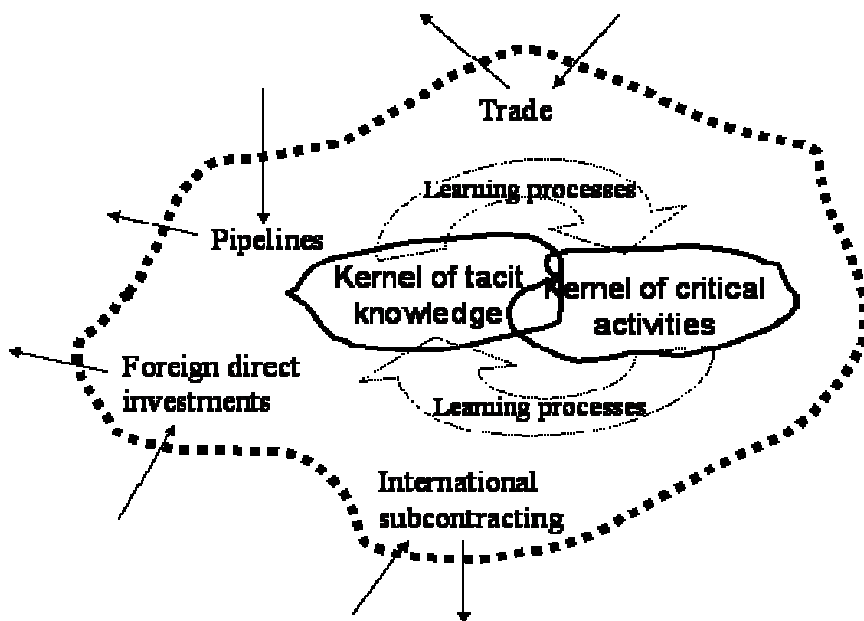 Trade
Learning processes
Pipelines
Kernel of tacit
knowledge
Kernel of critical
activities
Foreign direct
investments
Learning processes
International
subcontracting